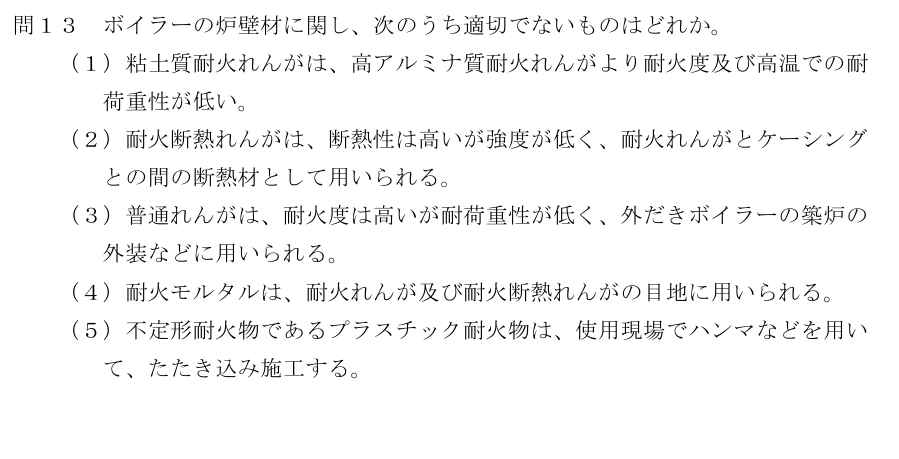 問１３　ボイラーの炉壁材に関し、次のうち適切でないものはどれか。
（１）粘土質耐火れんがは、高アルミナ質耐火れんがより耐火度及び高温での耐
荷重性が低い。
（２）耐火断熱れんがは、断熱性は高いが強度が低く、耐火れんがとケーシング
との間の断熱材として用いられる。
（３）普通れんがは、耐火度は高いが耐荷重性が低く、外だきボイラーの築炉の
外装などに用いられる。
（４）耐火モルタルは、耐火れんが及び耐火断熱れんがの目地に用いられる。
（５）不定形耐火物であるプラスチック耐火物は、使用現場でハンマなどを用い
て、たたき込み施工する。